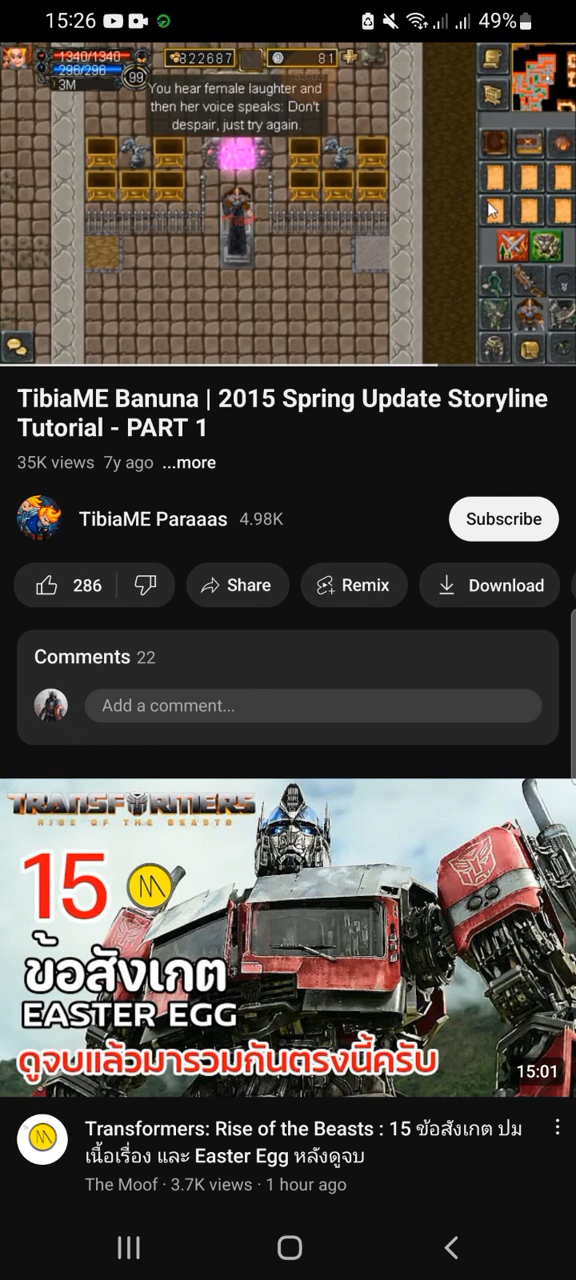 15:26
49%
1340/1340
296/296
3M
99
822687
81
You hear female laughter and
then her voice speaks: Don't
despair, just try again.
TibiaME Banuna | 2015 Spring Update Storyline
Tutorial - PART 1
35K views 7y ago ...more
TibiaME Paraaas 4.98K
Subscribe
286
Share
Remix
Download
Comments 22
Add a comment...
TRANSFORMERS
RISE OF THE BEASTS
15
ข้อสังเกต
EASTER EGG
ดูจบแล้วมารวมกันตรงนี้ครับ
15:01
Transformers: Rise of the Beasts : 15 ข้อสังเกต ปม
เนื้อเรื่อง และ Easter Egg หลังดูจบ
The Moof · 3.7K views · 1 hour ago